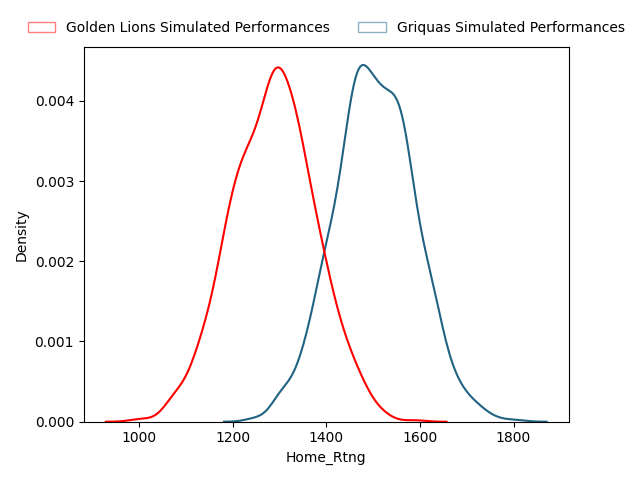 Golden Lions Simulated Performances Griquas Simulated Performances
0.004
0.003
0.002
0.001
0.000
Density
1000 1200 1400 1600 1800
Home_Rtng